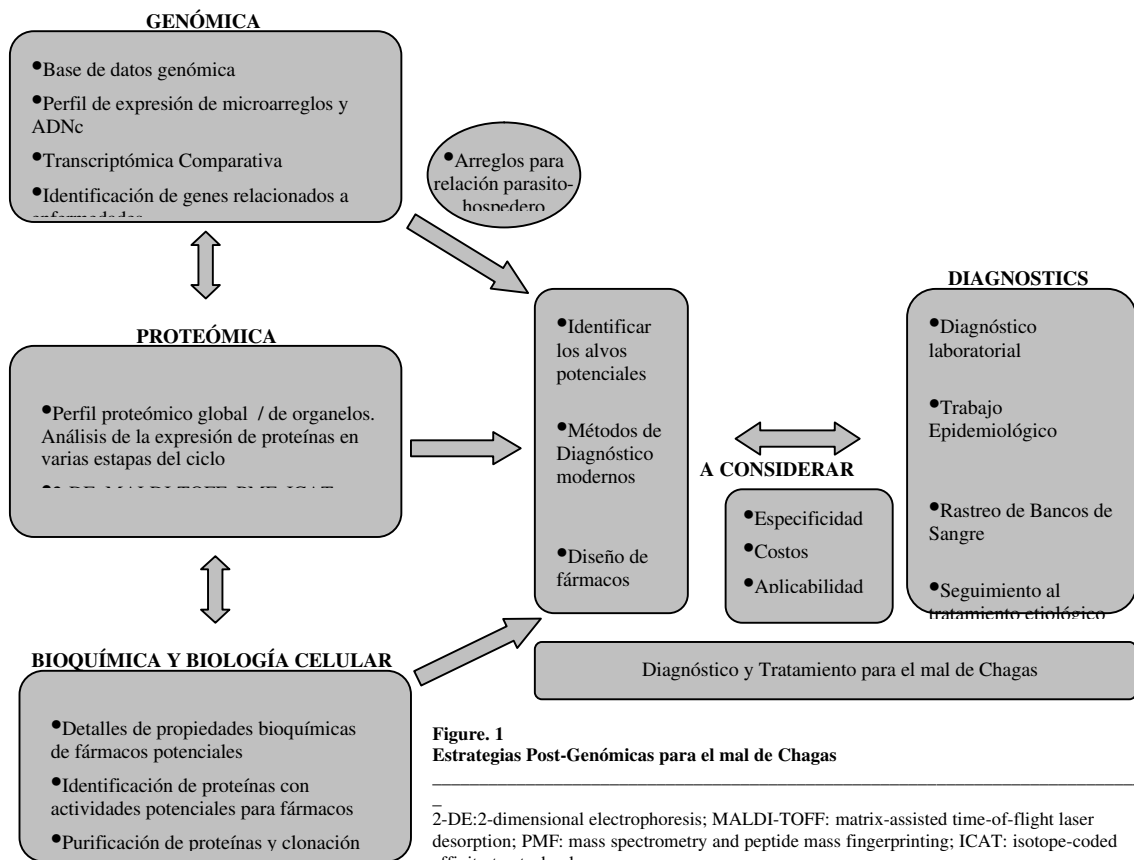 GENÓMICA
•Base de datos genómica
•Perfil de expresión de microarreglos y
ADNc
•Transcriptómica Comparativa
•Identificación de genes relacionados a
•Arreglos para
relación parasito-
hospedero
PROTEÓMICA
•Perfil proteómico global / de organelos.
Análisis de la expresión de proteínas en
varias etapas del ciclo
BIOQUÍMICA Y BIOLOGÍA CELULAR
•Detalles de propiedades bioquímicas
de fármacos potenciales
•Identificación de proteínas con
actividades potenciales para fármacos
•Purificación de proteínas y clonación
•Identificar
los alvos
potenciales
•Métodos de
Diagnóstico
modernos
•Diseño de
fármacos
A CONSIDERAR
•Especificidad
•Costos
•Aplicabilidad
DIAGNOSTICS
•Diagnóstico
laboratorial
•Trabajo
Epidemiológico
•Rastreo de Bancos de
Sangre
•Seguimiento al
tratamiento etiológico
Diagnóstico y Tratamiento para el mal de Chagas
Figure. 1
Estrategias Post-Genómicas para el mal de Chagas
2-DE:2-dimensional electrophoresis; MALDI-TOFF: matrix-assisted time-of-flight laser
desorption; PMF: mass spectrometry and peptide mass fingerprinting; ICAT: isotope-coded